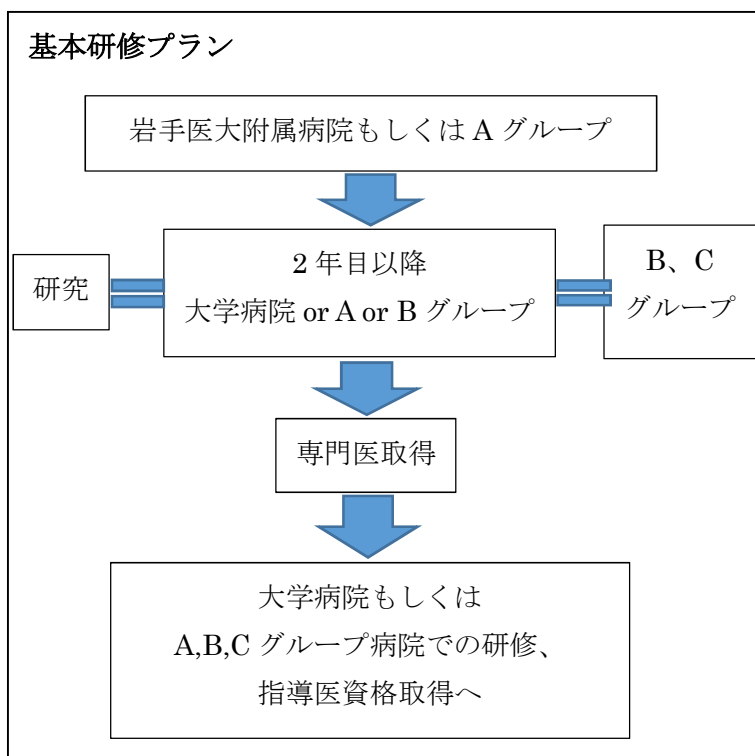 基本研修プラン
岩手医大附属病院もしくは A グループ
研究
2 年目以降
大学病院 or A or B グループ
B、C
グループ
専門医取得
大学病院もしくは
A,B,C グループ病院での研修、
指導医資格取得へ